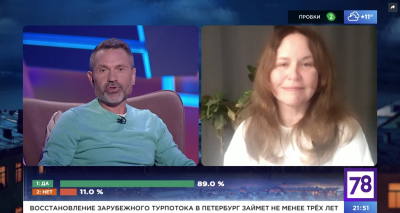 ПРОБКИ 2 +11°
1: ДА 89.0 %
2: НЕТ 11.0 %
78
ВОССТАНОВЛЕНИЕ ЗАРУБЕЖНОГО ТУРПОТОКА В ПЕТЕРБУРГ ЗАЙМЕТ НЕ МЕНЕЕ ТРЁХ ЛЕТ 21:51